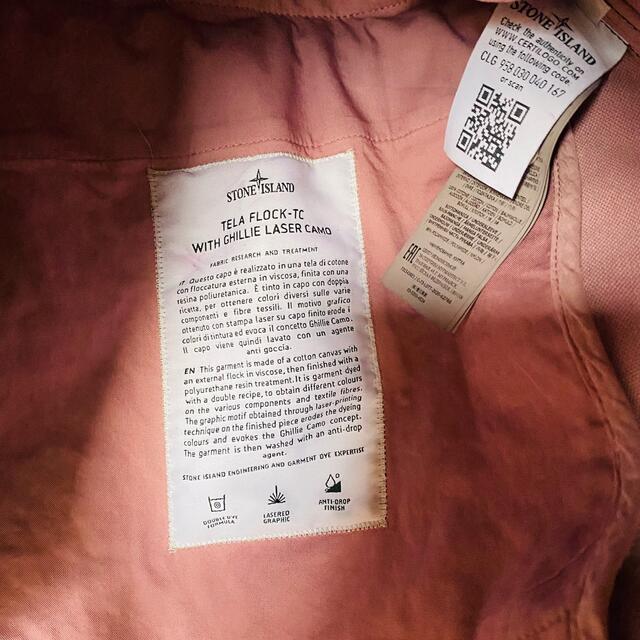 STONE ISLAND
Check the authenticity on
WWW.CERTILOGO.COM
using the following code.
CLG 958 030 040 167
or scan
STONE ISLAND
TELA FLOCK-TC
WITH GHILLIE LASER CAMO
FABRIC RESEARCH AND TREATMENT
IT Questo capo è realizzato in una tela di cotone
con floccatura esterna in viscosa, finita con una
resina poliuretanica. È tinto in capo con doppia
ricetta, per ottenere colori diversi sulle varie
componenti e fibre tessili. Il motivo grafico
ottenuto con stampa laser su capo finito erode i
colori di tintura ed evoca il concetto Ghillie Camo.
Il capo viene quindi lavato con un agente
anti goccia.
EN This garment is made of a cotton canvas with
an external flock in viscose, then finished with a
polyurethane resin treatment. It is garment dyed
with a double recipe, to obtain different colours
on the various components and textile fibres.
The graphic motif obtained through laser-printing
technique on the finished piece erodes the dyeing
colours and evokes the Ghillie Camo concept.
The garment is then washed with an anti-drop
agent.
STONE ISLAND ENGINEERING AND GARMENT DYE EXPERTISE
DOUBLE DYE
FORMULA
LASERED
GRAPHIC
ANTI-DROP
FINISH
EAC